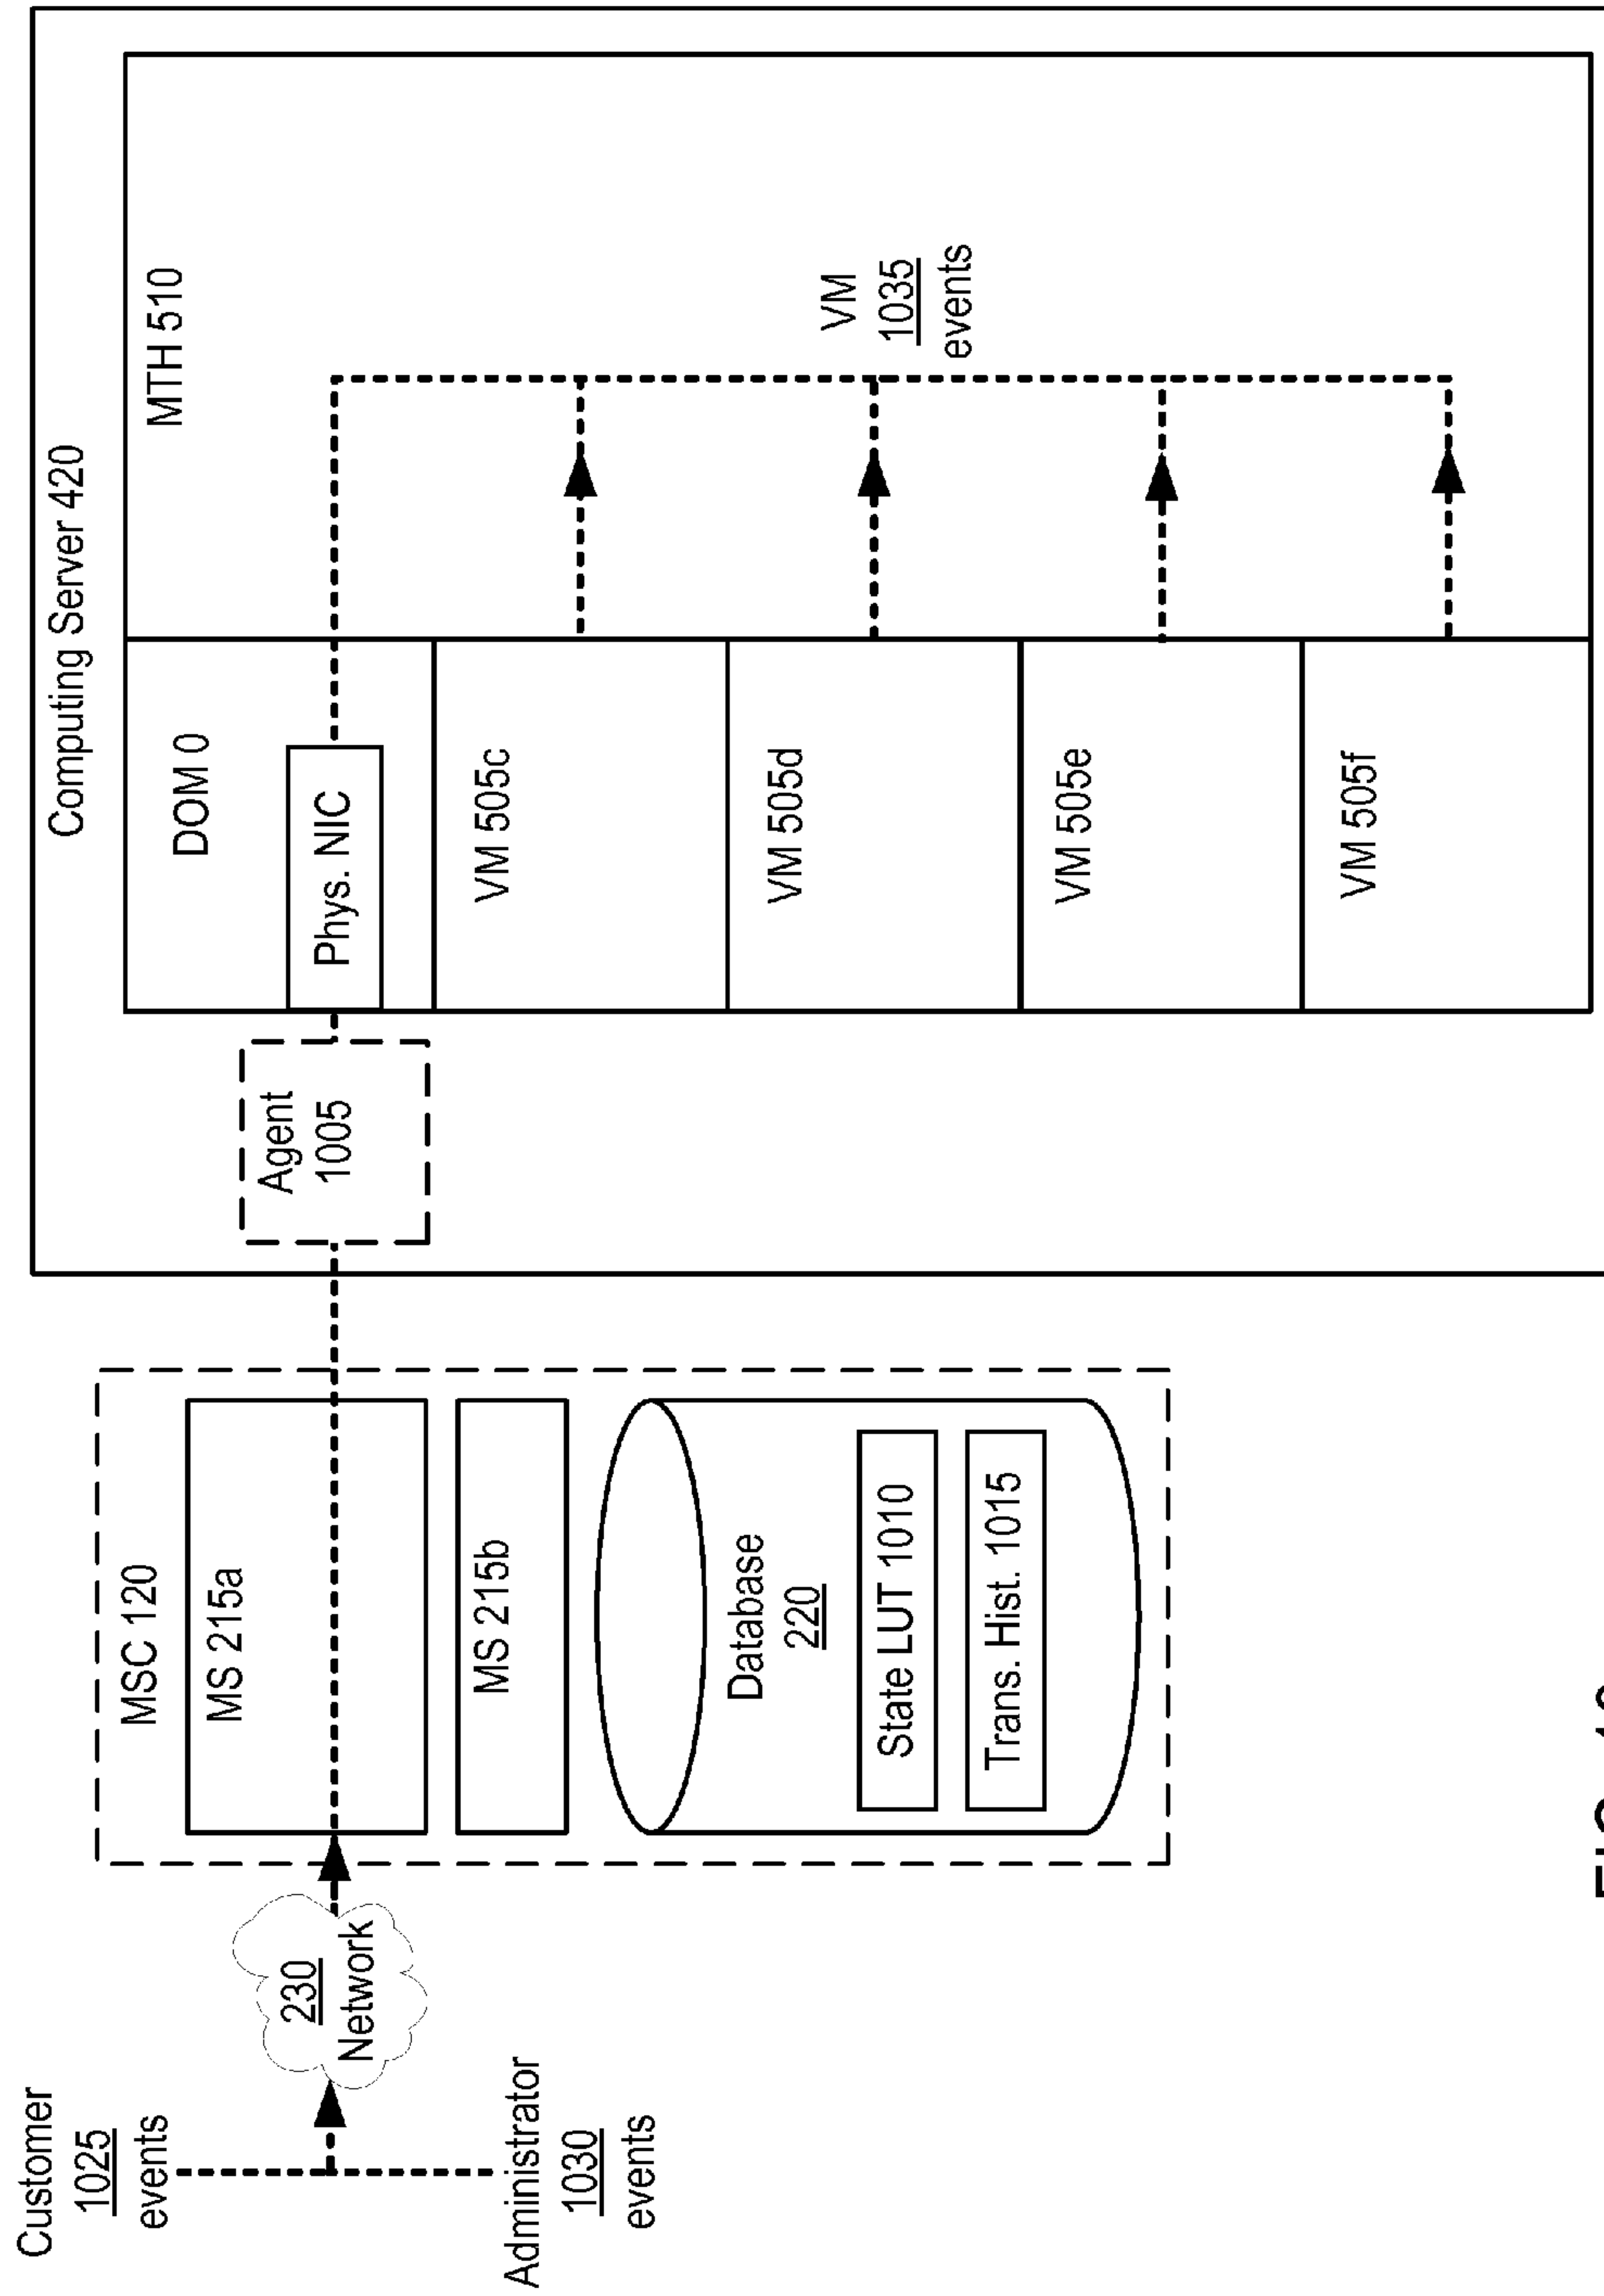 Customer
1025
events
Administrator
1030
events
230
Network
MSC 120
MS 215a
MS 215b
Database
220
State LUT 1010
Trans. Hist. 1015
Computing Server 420
Agent
1005
DOM 0
Phys. NIC
VM 505c
VM 505d
VM 505e
VM 505f
MTH 510
VM
1035
events